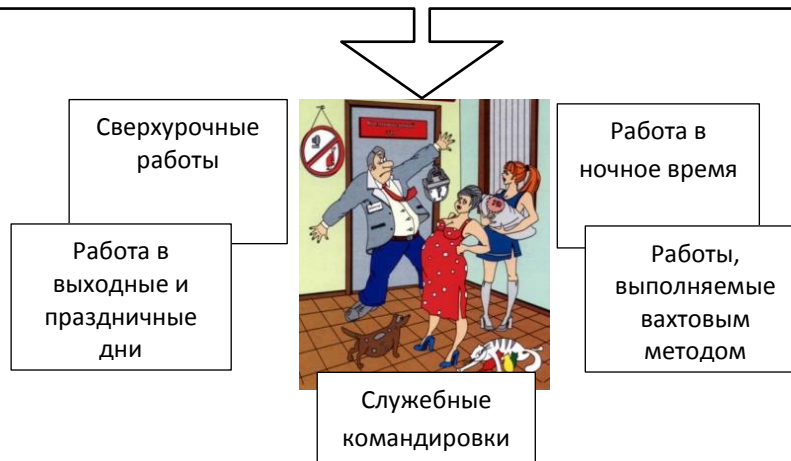 Сверхурочные
работы
Работа в
ночное время
Работа в
выходные и
праздничные
дни
Работы,
выполняемые
вахтовым
методом
Служебные
командировки